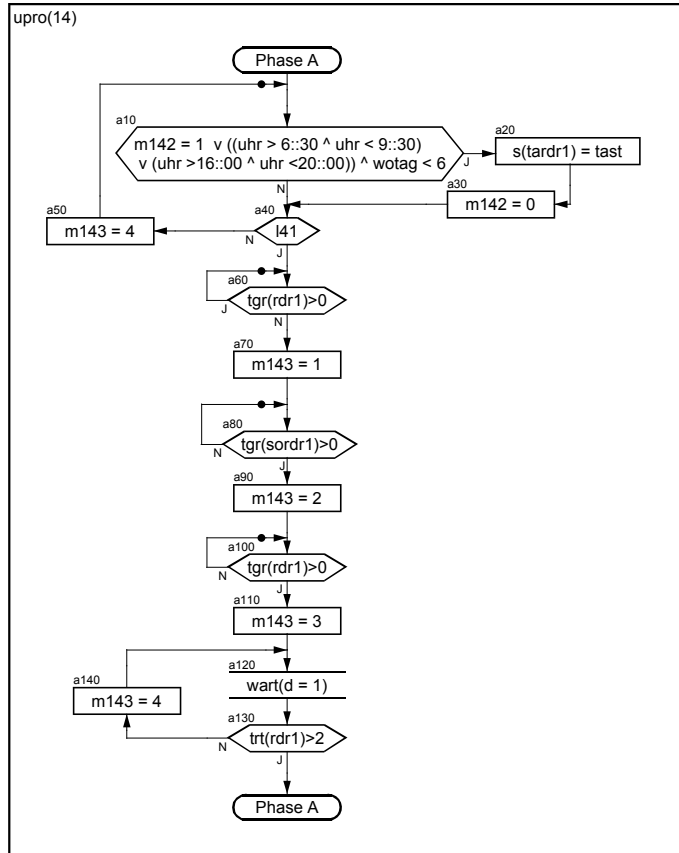 upro(14)
Phase A
a10
m142 = 1 v ((uhr > 6::30 ^ uhr < 9::30)
v (uhr >16::00 ^ uhr <20::00)) ^ wotag < 6
J
N
a20
s(tardr1) = tast
a30
m142 = 0
a40
l41
N
J
a50
m143 = 4
a60
tgr(rdr1)>0
J
N
a70
m143 = 1
a80
tgr(sordr1)>0
N
J
a90
m143 = 2
a100
tgr(rdr1)>0
N
J
a110
m143 = 3
a120
wart(d = 1)
a140
m143 = 4
a130
trt(rdr1)>2
N
J
Phase A